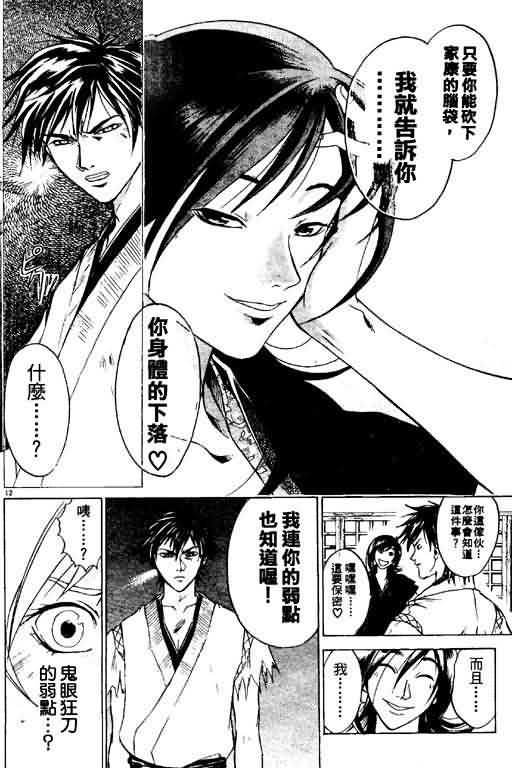 只要你能砍下
家康的腦袋，
我就告訴你
…………
你身體的下落♡
ピクッ
什麼
……？
12
你這傢伙…
怎麼會知道
這件事？
嘿嘿嘿…
這要保密♡
而且
我…
我連你的弱點
也知道喔！
咦……？
鬼眼狂刀
的弱點…？